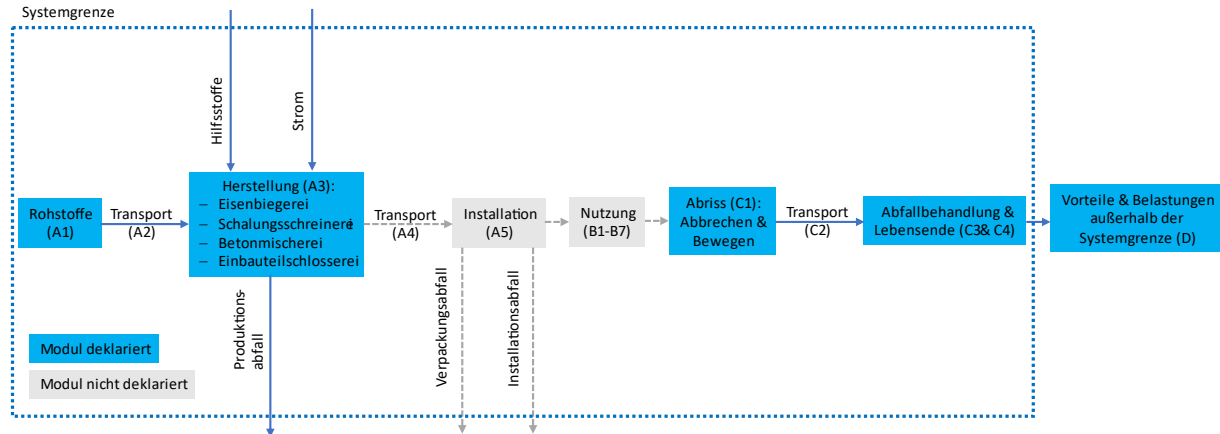 Systemgrenze
Hilfsstoffe
Strom
Rohstoffe
(A1)
Transport
(A2)
Herstellung (A3):
– Eisenbiegerei
– Schalungsschreinerei
– Betonmischerei
– Einbauteilschlosserei
Transport
(A4)
Installation
(A5)
Nutzung
(B1-B7)
Abriss (C1):
Abbrechen &
Bewegen
Transport
(C2)
Abfallbehandlung &
Lebensende (C3& C4)
Vorteile & Belastungen
außerhalb der
Systemgrenze (D)
Produktions-
abfall
Verpackungsabfall
Installationsabfall
Modul deklariert
Modul nicht deklariert